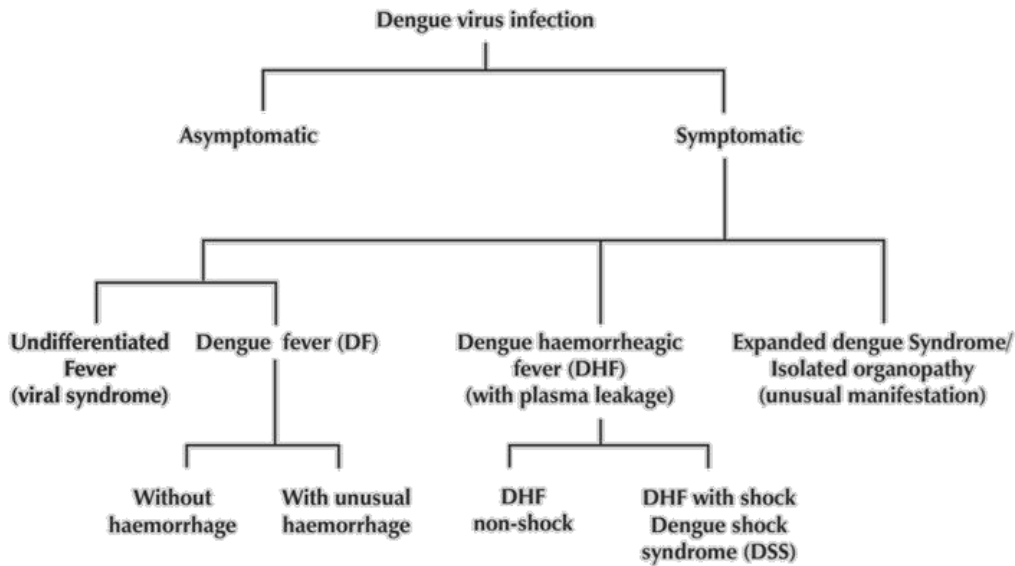 Dengue virus infection
Asymptomatic
Symptomatic
Undifferentiated
Fever
(viral syndrome)
Dengue fever (DF)
Dengue haemorrheagic
fever (DHF)
(with plasma leakage)
Expanded dengue Syndrome/
Isolated organopathy
(unusual manifestation)
Without
haemorrhage
With unusual
haemorrhage
DHF
non-shock
DHF with shock
Dengue shock
syndrome (DSS)